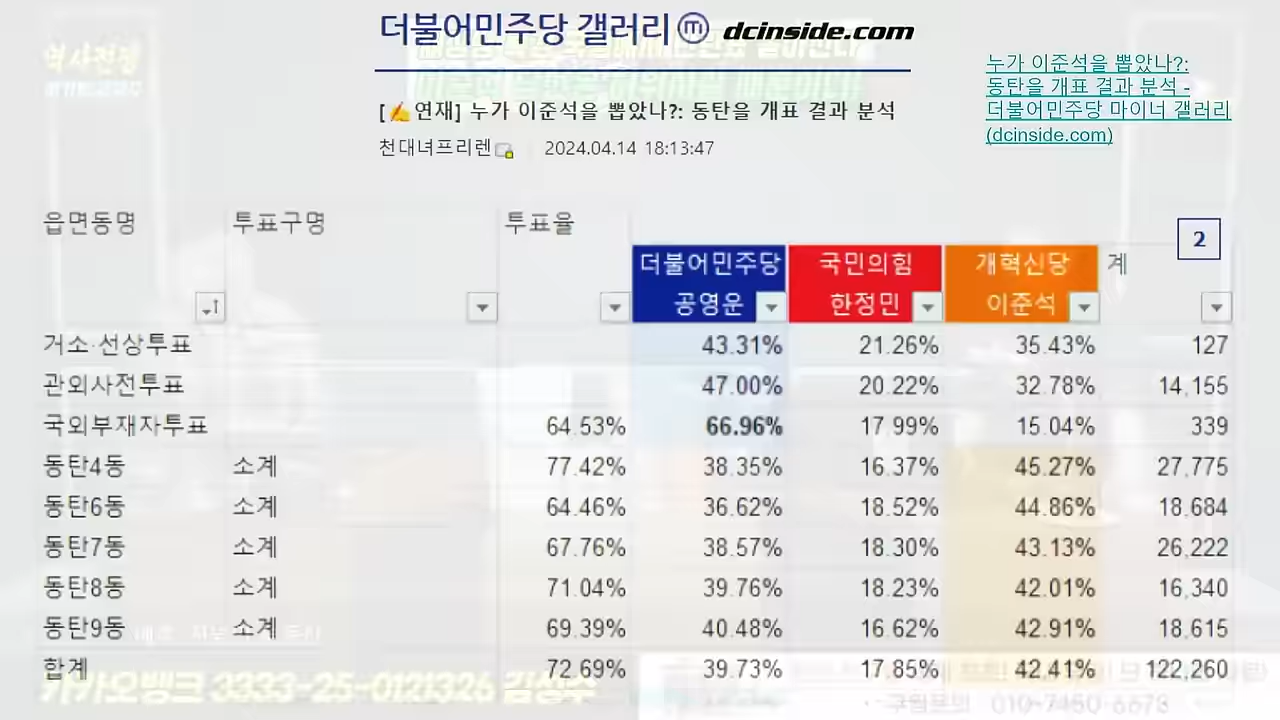 더불어민주당 갤러리 ⓜ dcinside.com
누가 이준석을 뽑았나?:
동탄을 개표 결과 분석 -
더불어민주당 마이너 갤러리
(dcinside.com)
[✍연재] 누가 이준석을 뽑았나?: 동탄을 개표 결과 분석
천대녀프리렌 2024.04.14 18:13:47
역사전쟁
읍면동명 투표구명 투표율
2
더불어민주당 국민의힘 개혁신당 계
공영운 한정민 이준석
거소·선상투표 43.31% 21.26% 35.43% 127
관외사전투표 47.00% 20.22% 32.78% 14,155
국외부재자투표 64.53% 66.96% 17.99% 15.04% 339
동탄4동 소계 77.42% 38.35% 16.37% 45.27% 27,775
동탄6동 소계 64.46% 36.62% 18.52% 44.86% 18,684
동탄7동 소계 67.76% 38.57% 18.30% 43.13% 26,222
동탄8동 소계 71.04% 39.76% 18.23% 42.01% 16,340
동탄9동 소계 69.39% 40.48% 16.62% 42.91% 18,615
합계 72.69% 39.73% 17.85% 42.41% 122,260
카카오뱅크 3333-25-0121326